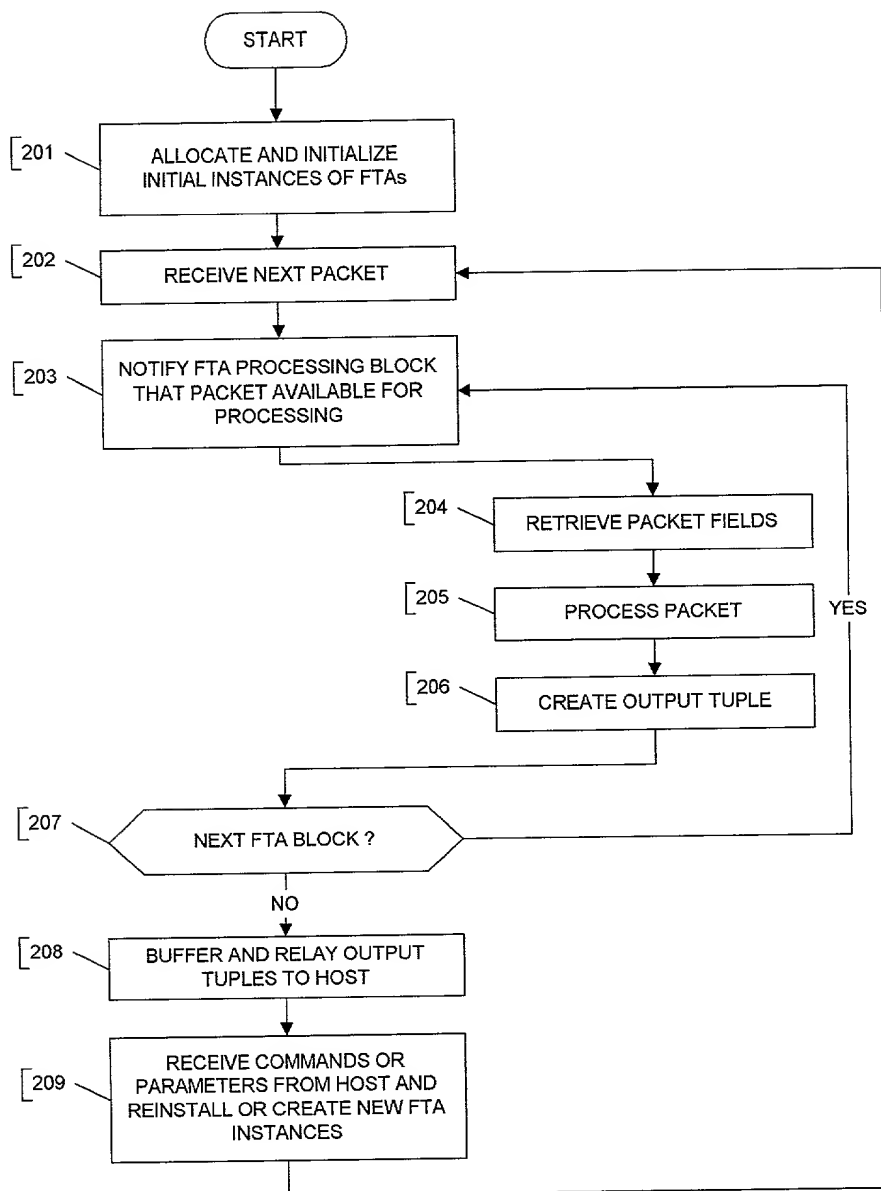 START
201
ALLOCATE AND INITIALIZE
INITIAL INSTANCES OF FTAs
202
RECEIVE NEXT PACKET
203
NOTIFY FTA PROCESSING BLOCK
THAT PACKET AVAILABLE FOR
PROCESSING
204
RETRIEVE PACKET FIELDS
205
PROCESS PACKET
YES
206
CREATE OUTPUT TUPLE
207
NEXT FTA BLOCK ?
NO
208
BUFFER AND RELAY OUTPUT
TUPLES TO HOST
209
RECEIVE COMMANDS OR
PARAMETERS FROM HOST AND
REINSTALL OR CREATE NEW FTA
INSTANCES